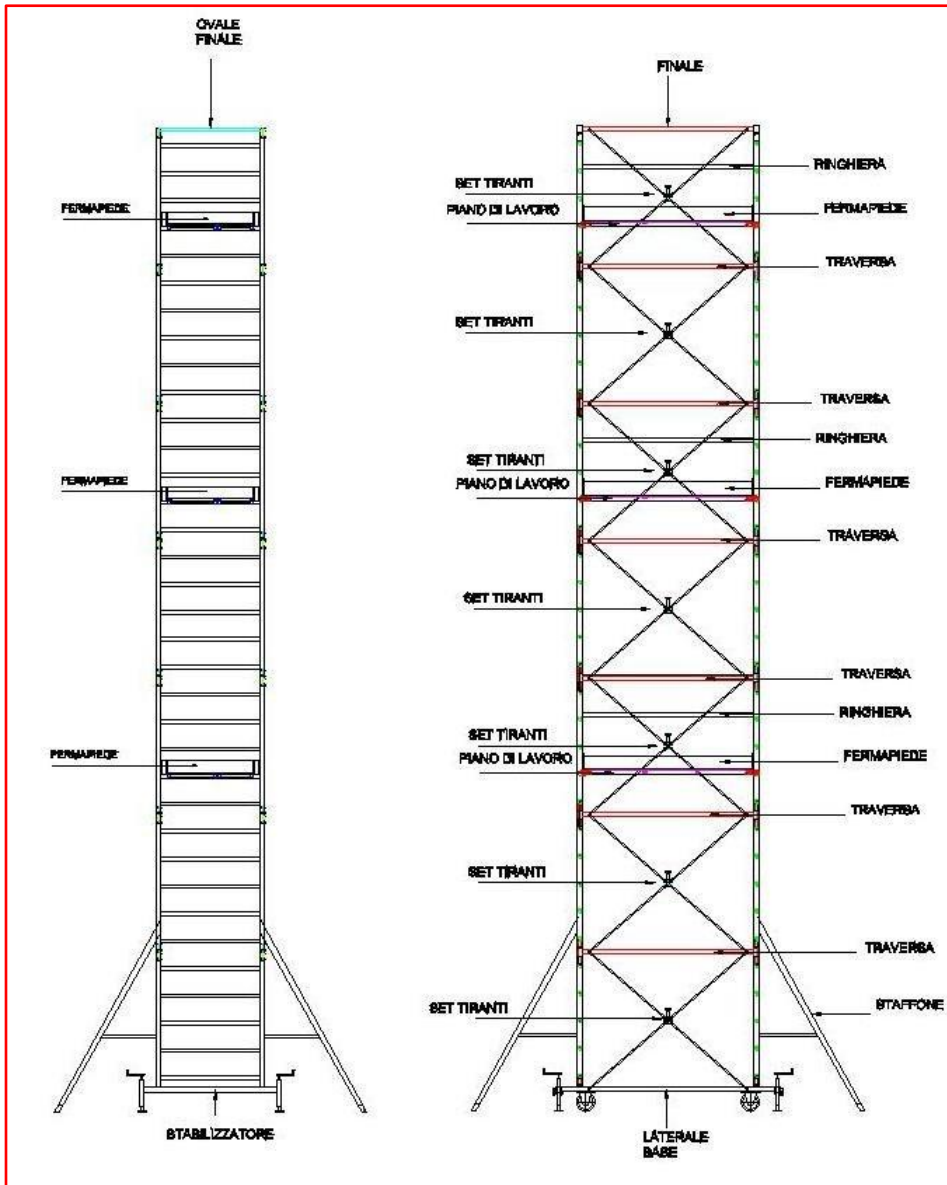 OVALE
FINALE
FERMAPIEDE
FERMAPIEDE
FERMAPIEDE
STABILIZZATORE
FINALE
RINGHIERA
SET TIRANTI
PIANO DI LAVORO
FERMAPIEDE
TRAVERSA
SET TIRANTI
TRAVERSA
RINGHIERA
SET TIRANTI
PIANO DI LAVORO
FERMAPIEDE
TRAVERSA
SET TIRANTI
TRAVERSA
RINGHIERA
SET TIRANTI
PIANO DI LAVORO
FERMAPIEDE
TRAVERSA
SET TIRANTI
TRAVERSA
SET TIRANTI
STAFFONE
LATERALE
BASE